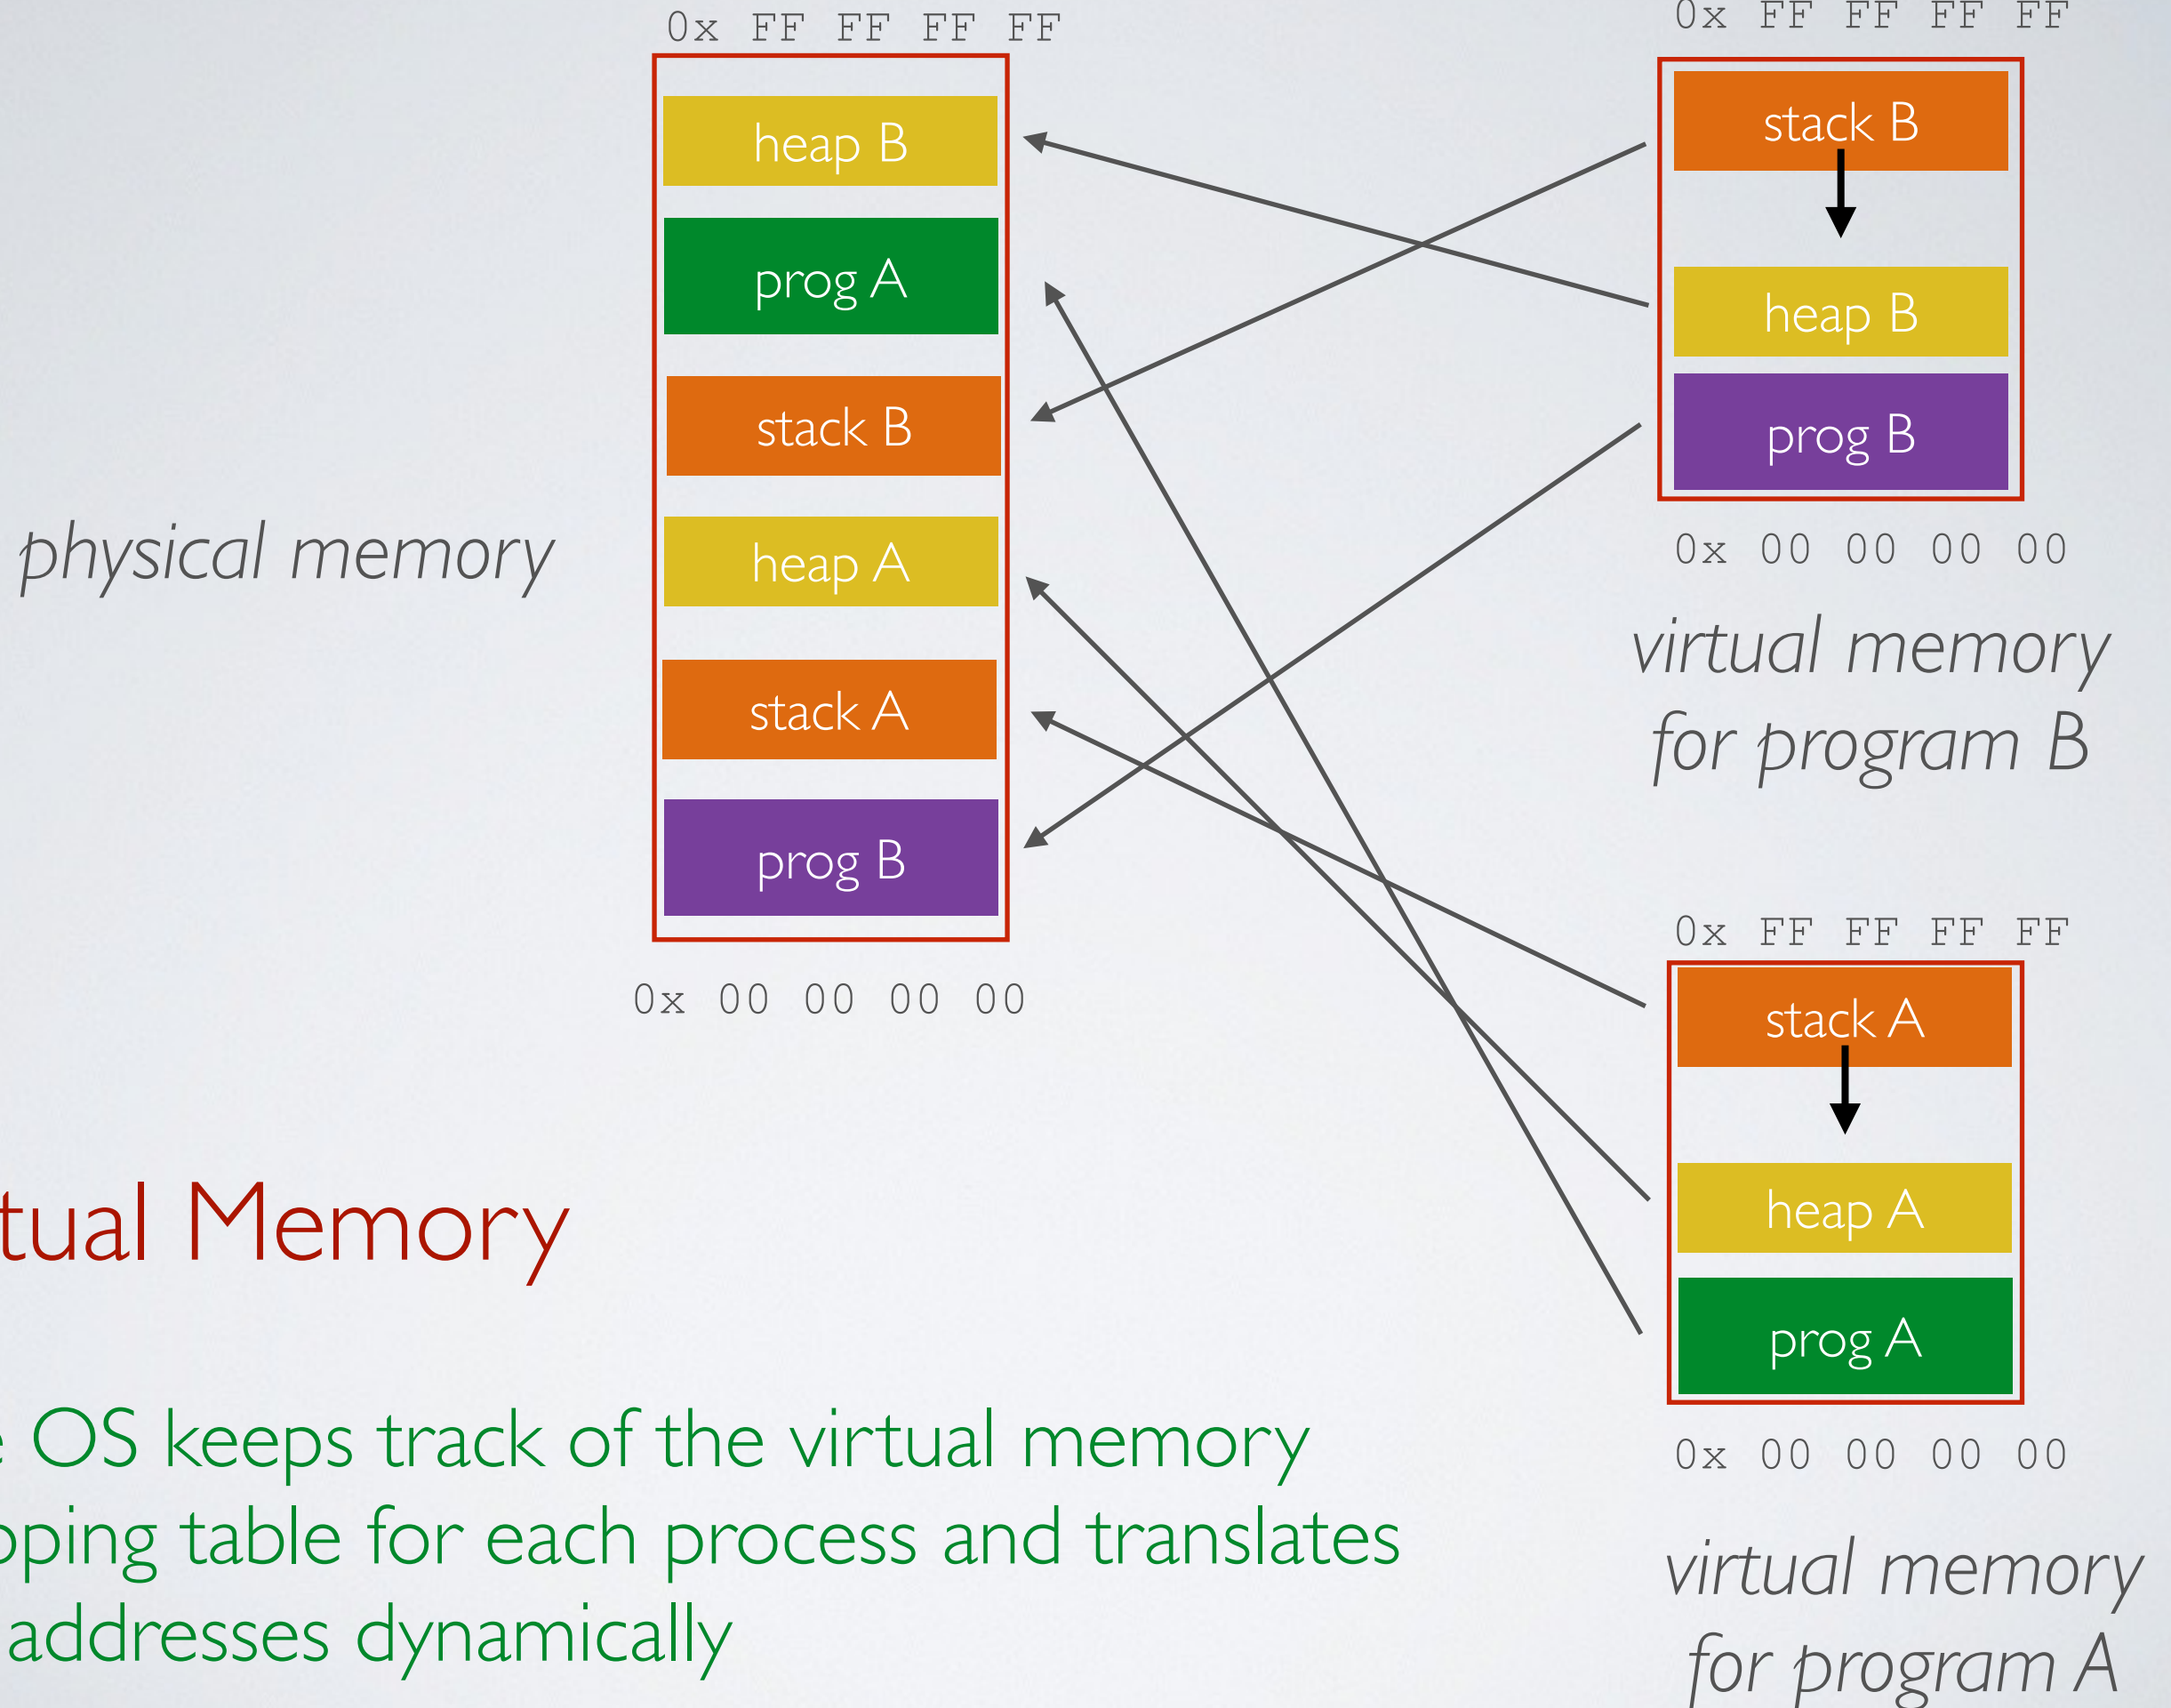 0x FF FF FF FF
heap B
prog A
stack B
heap A
stack A
prog B
0x 00 00 00 00
physical memory
0x FF FF FF FF
stack B
heap B
prog B
0x 00 00 00 00
virtual memory
for program B
0x FF FF FF FF
stack A
heap A
prog A
0x 00 00 00 00
virtual memory
for program A
tual Memory
OS keeps track of the virtual memory
pping table for each process and translates
addresses dynamically